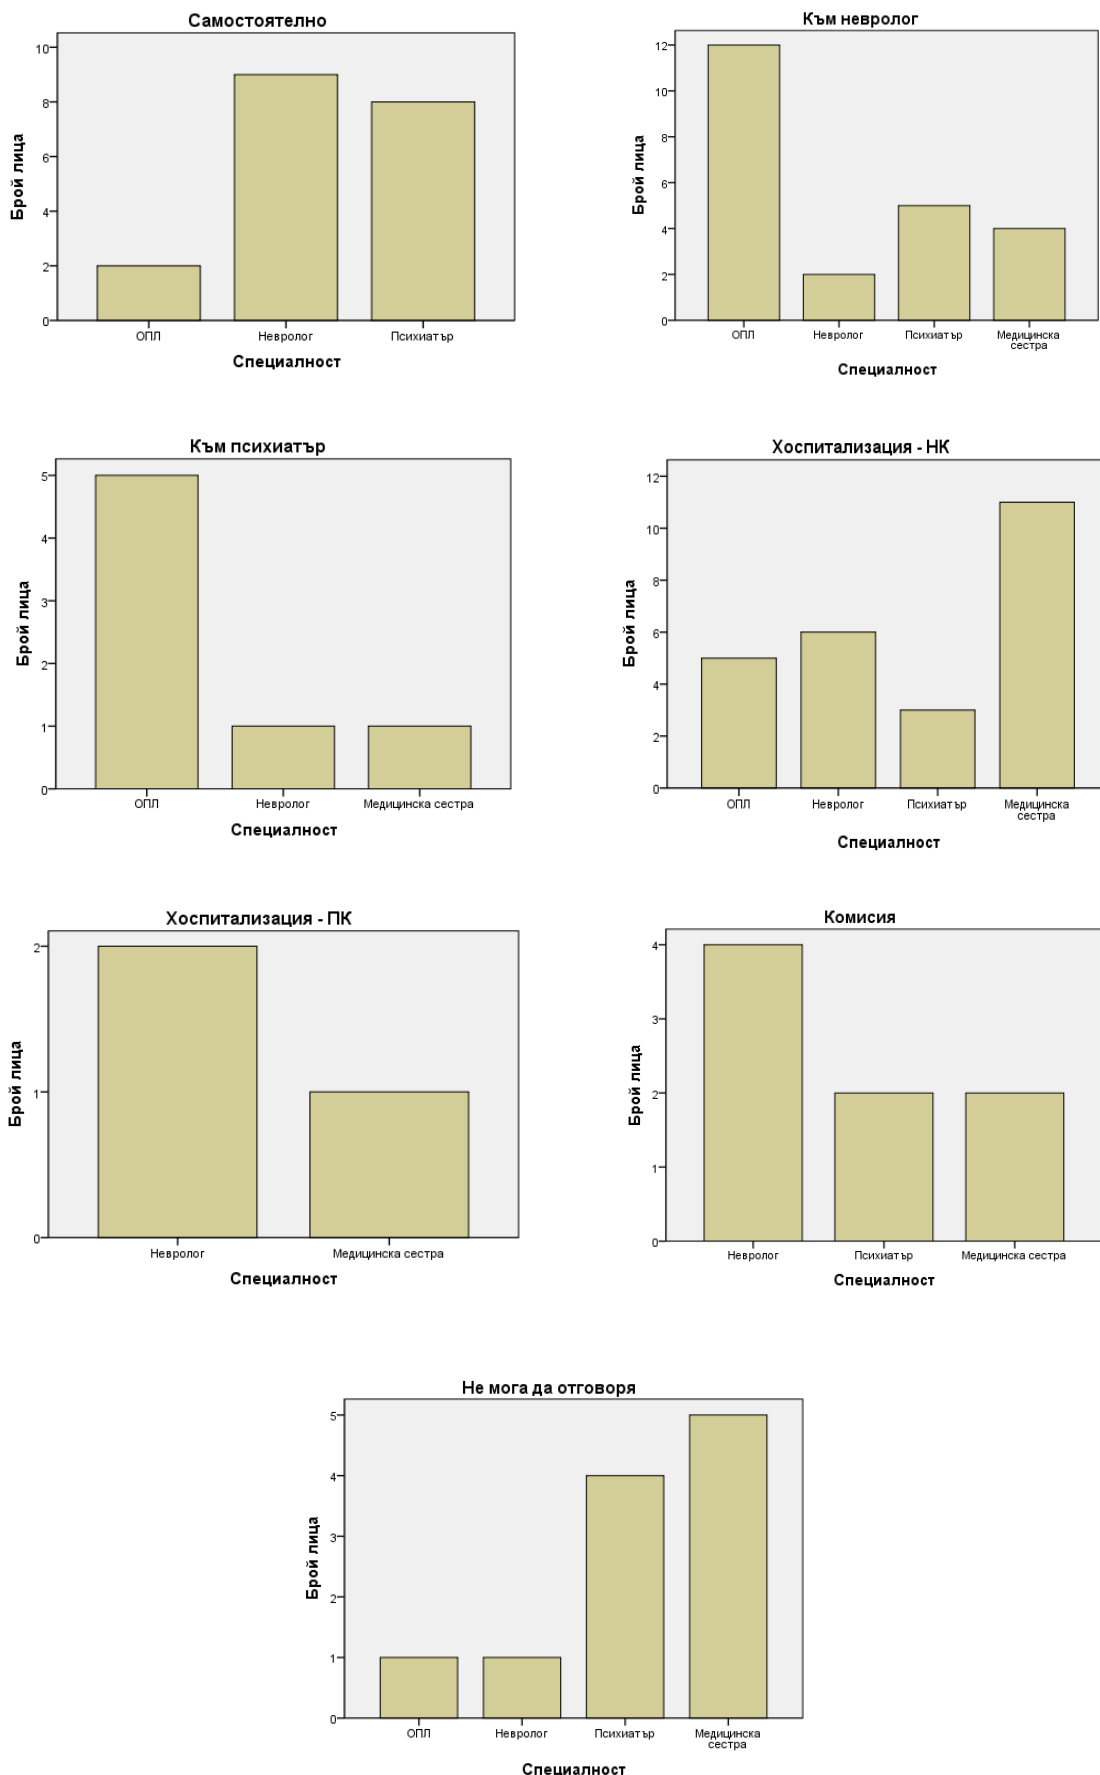 Самостоятелно
10
8
6
4
2
0
Брой лица
ОПЛ
Невролог
Психиатър
Специалност
Към невролог
12
10
8
6
4
2
0
Брой лица
ОПЛ
Невролог
Психиатър
Медицинска
сестра
Специалност
Към психиатър
5
4
3
2
1
0
Брой лица
ОПЛ
Невролог
Медицинска сестра
Специалност
Хоспитализация - НК
12
10
8
6
4
2
0
Брой лица
ОПЛ
Невролог
Психиатър
Медицинска
сестра
Специалност
Хоспитализация - ПК
2
1
0
Брой лица
Невролог
Медицинска сестра
Специалност
Комисия
4
3
2
1
0
Брой лица
Невролог
Психиатър
Медицинска сестра
Специалност
Не мога да отговоря
5
4
3
2
1
0
Брой лица
ОПЛ
Невролог
Психиатър
Медицинска
сестра
Специалност